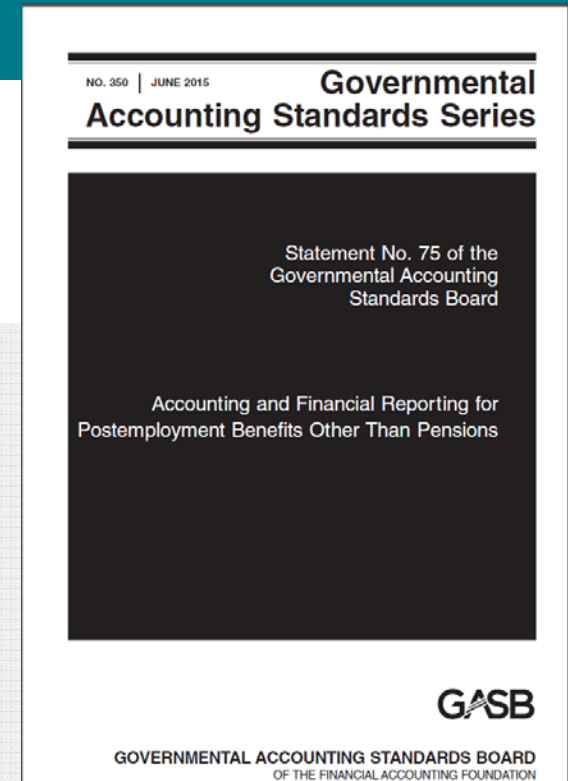 NO. 350 | JUNE 2015
Governmental
Accounting Standards Series
Statement No. 75 of the
Governmental Accounting
Standards Board
Accounting and Financial Reporting for
Postemployment Benefits Other Than Pensions
GASB
GOVERNMENTAL ACCOUNTING STANDARDS BOARD
OF THE FINANCIAL ACCOUNTING FOUNDATION